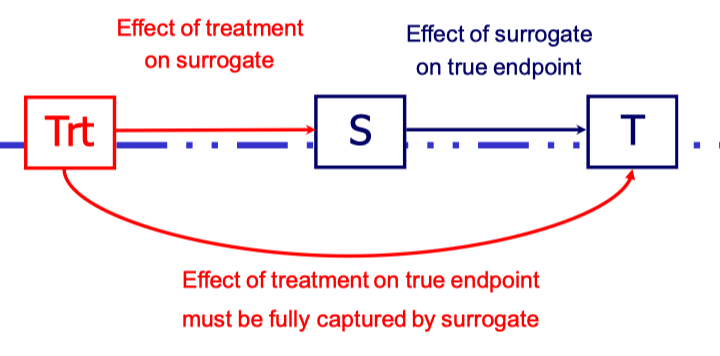 Effect of treatment
on surrogate
Effect of surrogate
on true endpoint
Trt
S
T
Effect of treatment on true endpoint
must be fully captured by surrogate